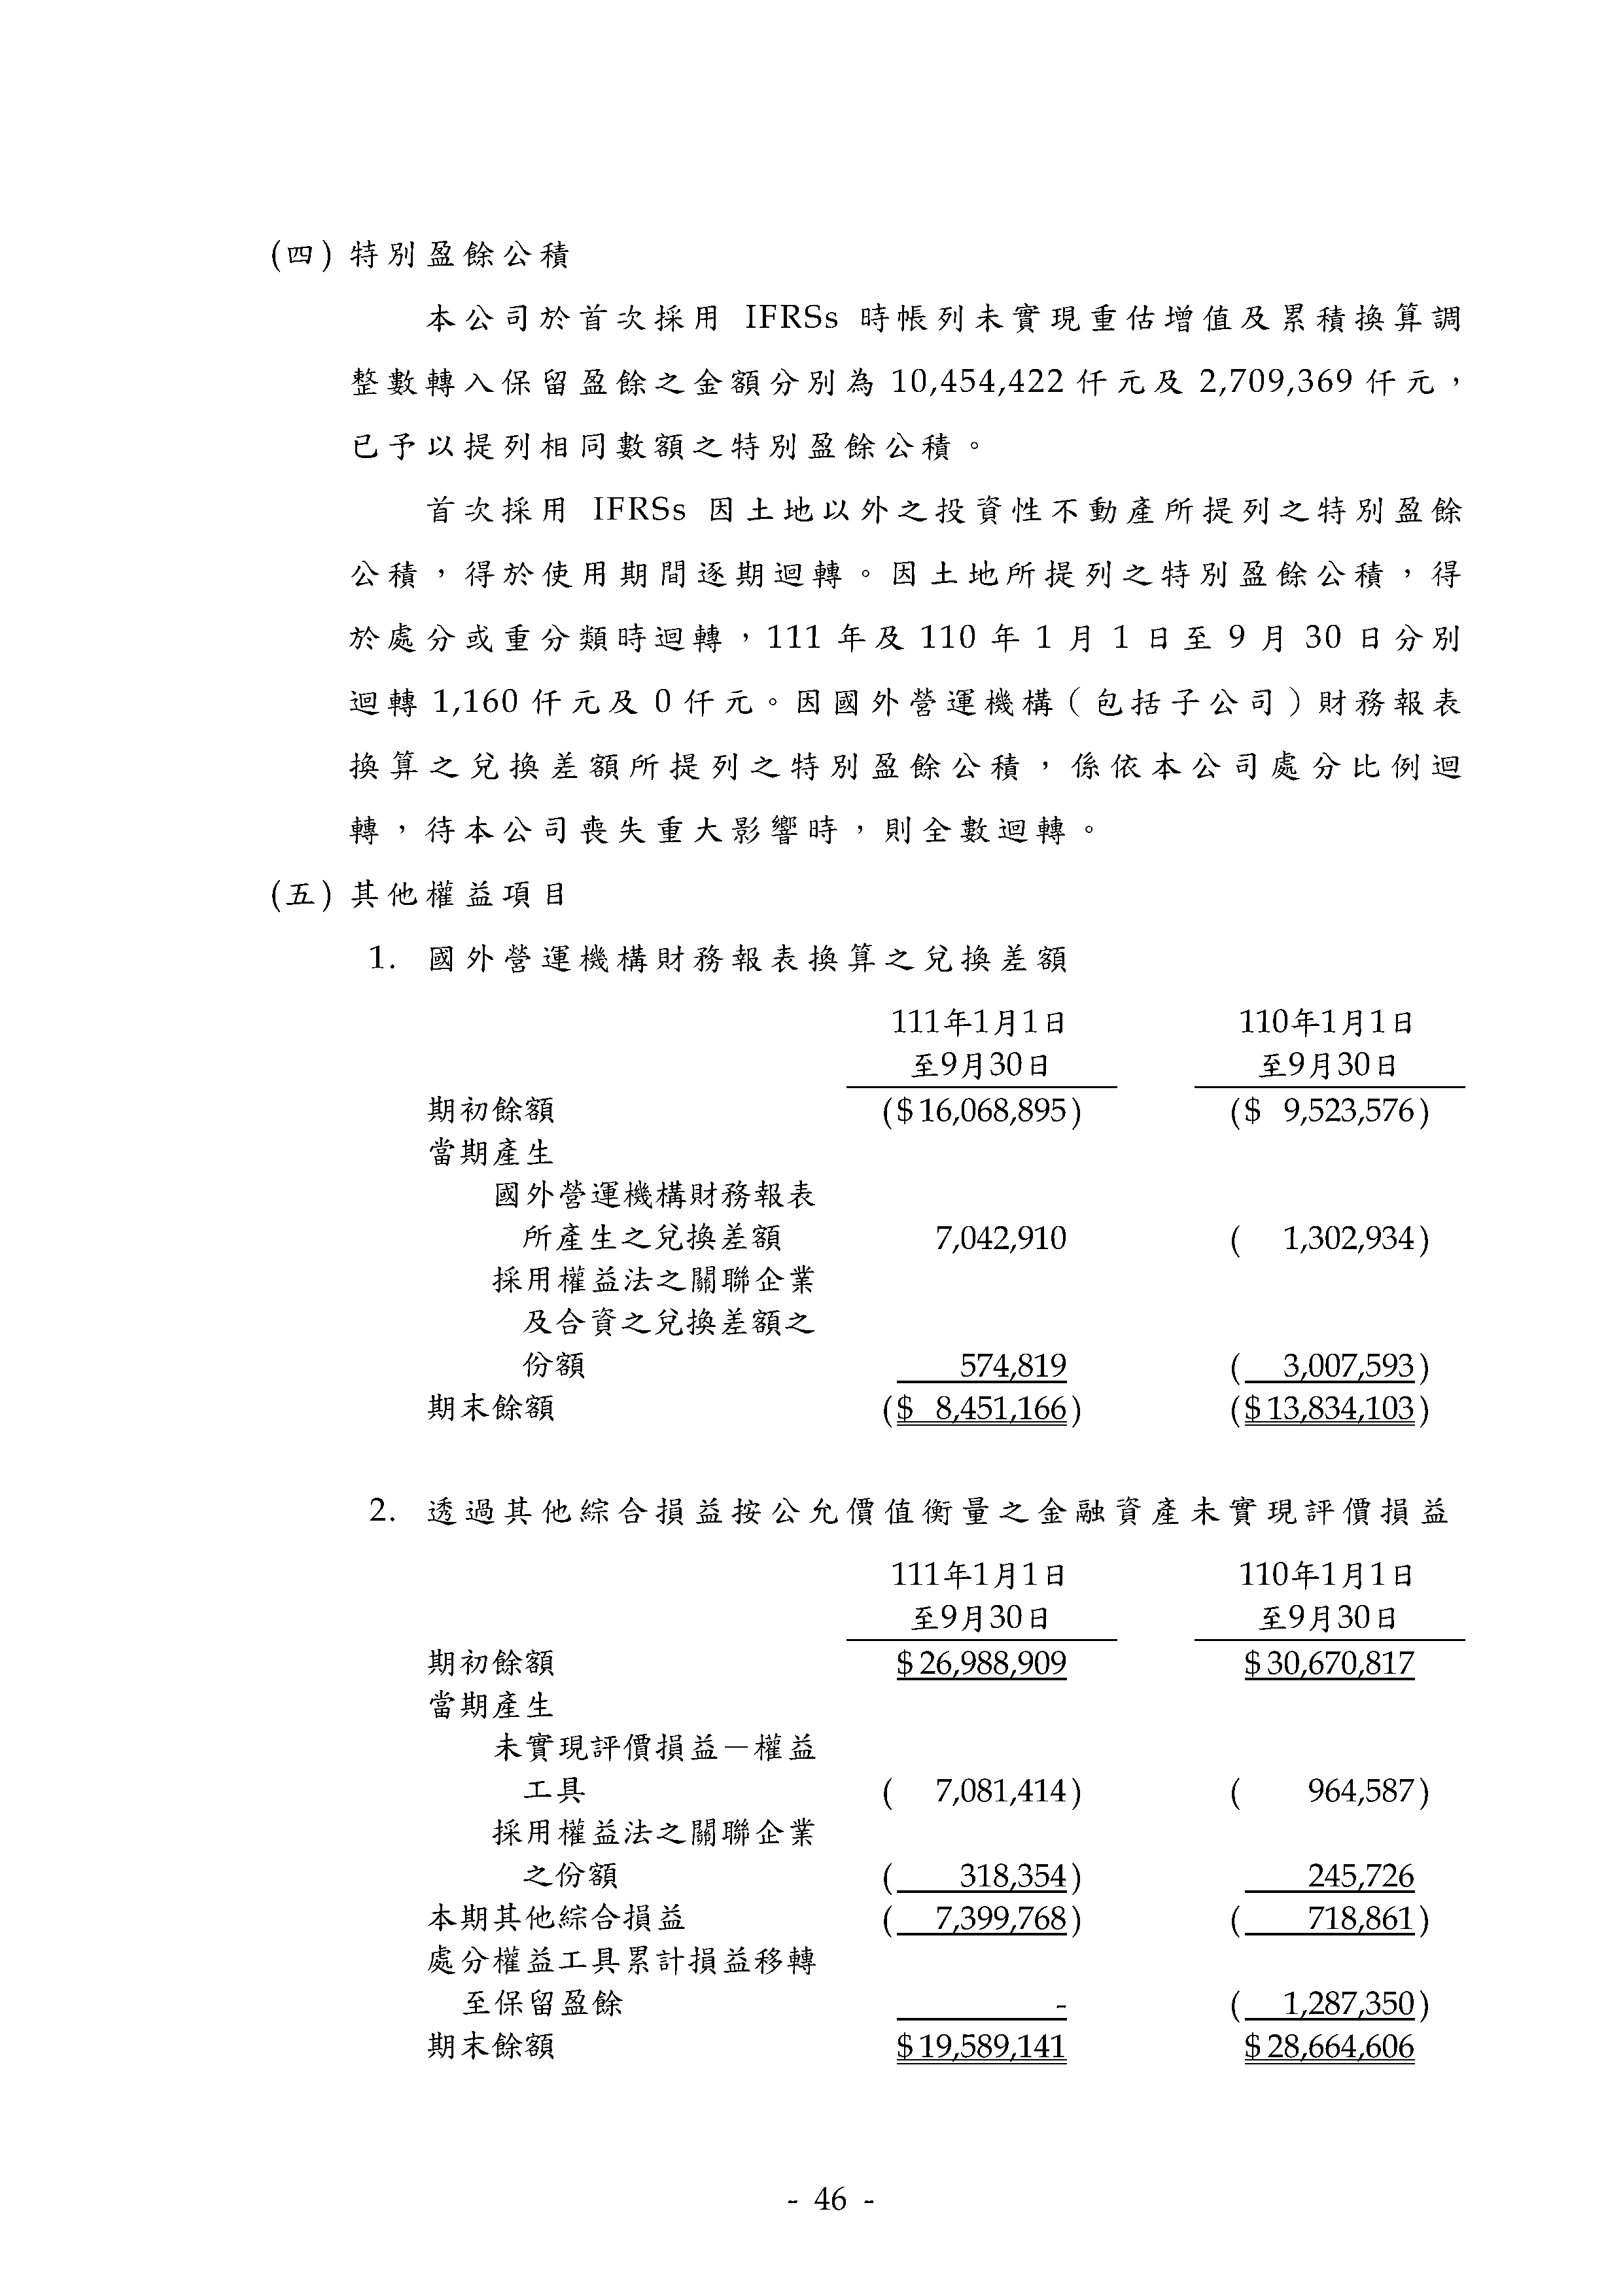 (四) 特別盈餘公積
本公司於首次採用 IFRSs 時帳列未實現重估增值及累積換算調
整數轉入保留盈餘之金額分別為 10,454,422 仟元及 2,709,369 仟元，
已予以提列相同數額之特別盈餘公積。
首次採用 IFRSs 因土地以外之投資性不動產所提列之特別盈餘
公積，得於使用期間逐期迴轉。因土地所提列之特別盈餘公積，得
於處分或重分類時迴轉，111 年及 110 年 1 月 1 日至 9 月 30 日分別
迴轉 1,160 仟元及 0 仟元。因國外營運機構（包括子公司）財務報表
換算之兌換差額所提列之特別盈餘公積，係依本公司處分比例迴
轉，待本公司喪失重大影響時，則全數迴轉。
(五) 其他權益項目
1. 國外營運機構財務報表換算之兌換差額
111年1月1日 110年1月1日
至9月30日 至9月30日
期初餘額 ($16,068,895) ($ 9,523,576)
當期產生
國外營運機構財務報表
所產生之兌換差額 7,042,910 ( 1,302,934)
採用權益法之關聯企業
及合資之兌換差額之
份額 574,819 ( 3,007,593)
期末餘額 ($ 8,451,166) ($13,834,103)
2. 透過其他綜合損益按公允價值衡量之金融資產未實現評價損益
111年1月1日 110年1月1日
至9月30日 至9月30日
期初餘額 $26,988,909 $30,670,817
當期產生
未實現評價損益－權益
工具 ( 7,081,414) ( 964,587)
採用權益法之關聯企業
之份額 ( 318,354) 245,726
本期其他綜合損益 ( 7,399,768) ( 718,861)
處分權益工具累計損益移轉
至保留盈餘 - ( 1,287,350)
期末餘額 $19,589,141 $28,664,606
- 46 -